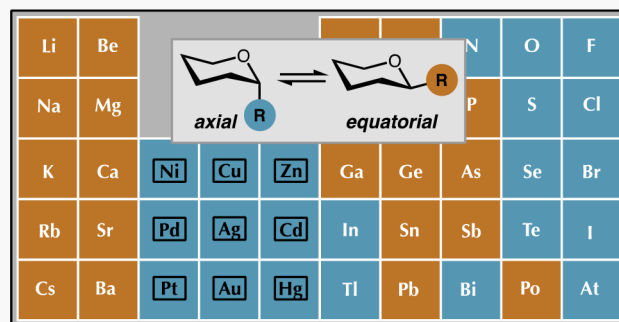 Li Be N O F
Na Mg P S Cl
O O
R R
axial equatorial
K Ca Ni Cu Zn Ga Ge As Se Br
Rb Sr Pd Ag Cd In Sn Sb Te I
Cs Ba Pt Au Hg Tl Pb Bi Po At